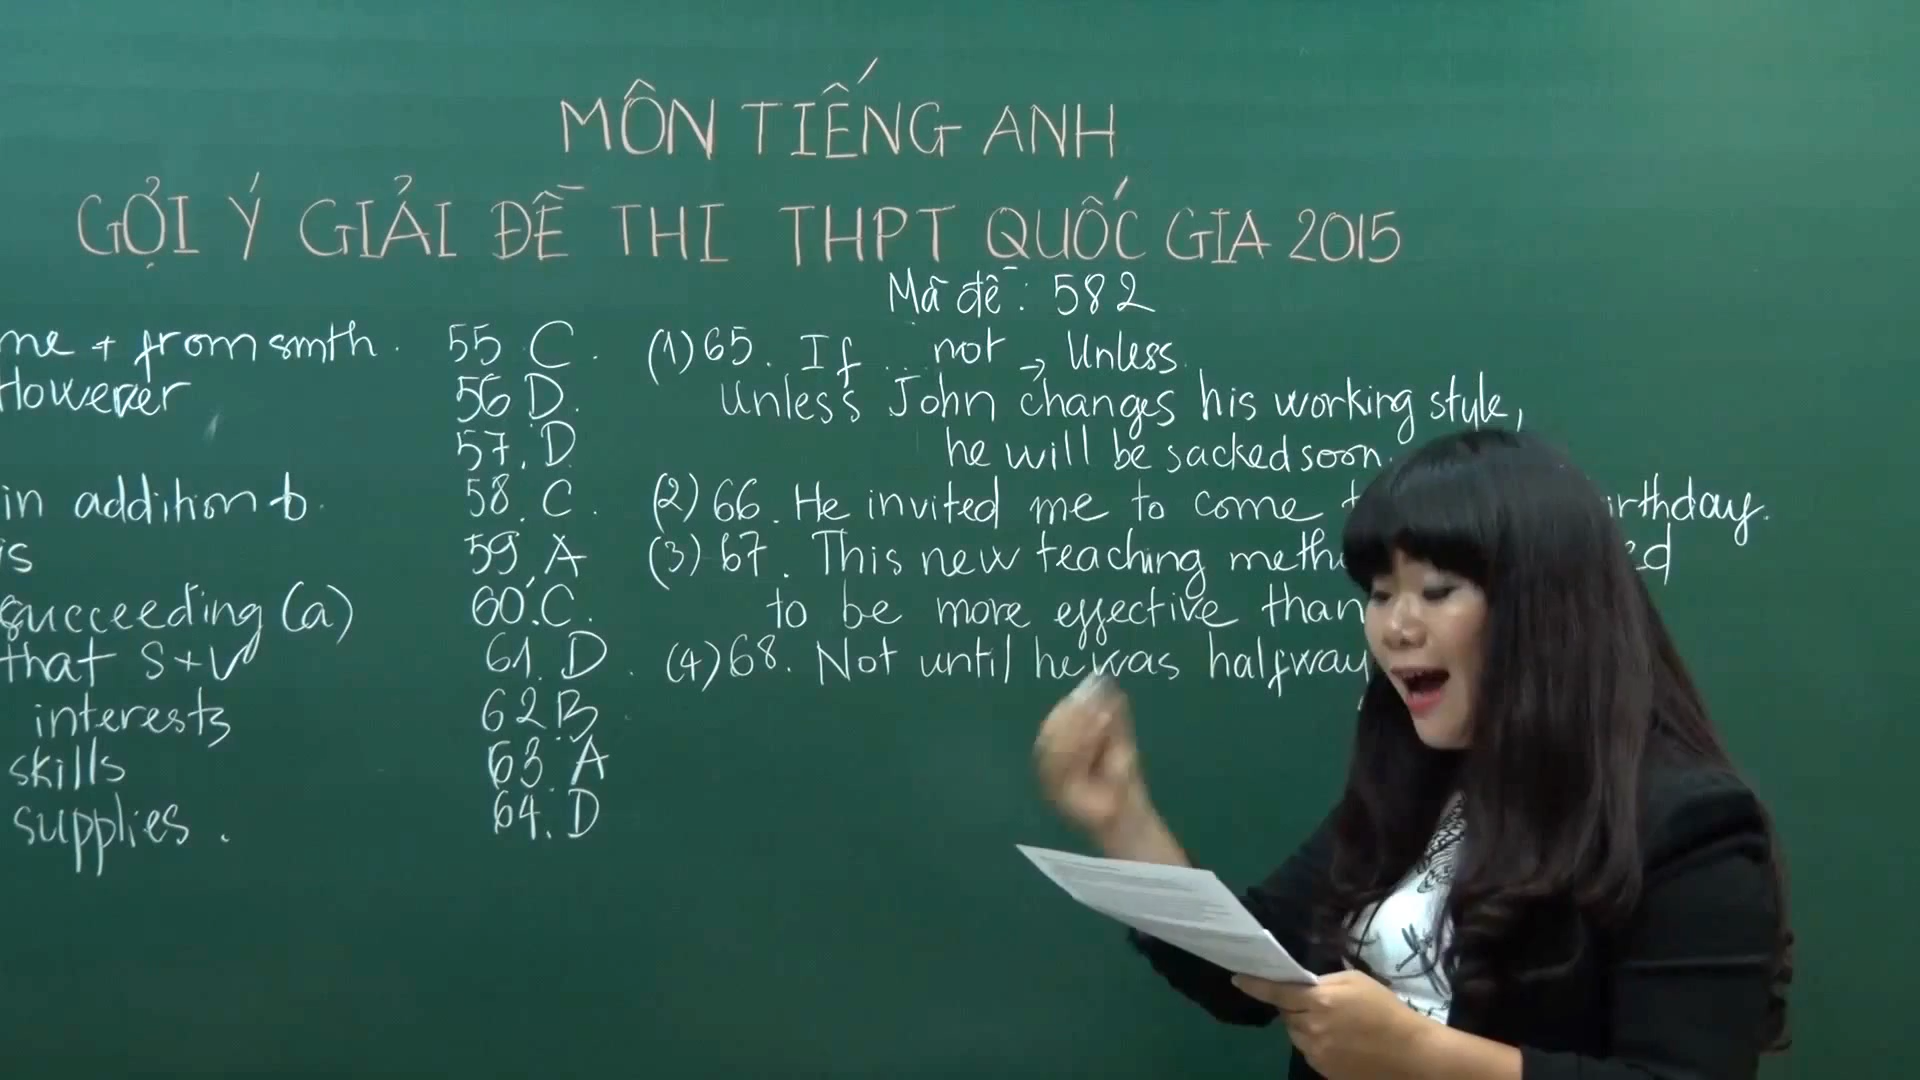 MÔN TIẾNG ANH
GỢI Ý GIẢI ĐỀ THI THPT QUỐC GIA 2015
Mã đề: 582
me + from smth.
However
in addition to.
is
succeeding (a)
that S+V
interests
skills
supplies.
55 C.
56 D.
57. D
58. C.
59. A
60. C.
61. D.
62 B.
63. A
64. D
(1) 65. If ... not → Unless
Unless John changes his working style,
he will be sacked soon.
(2) 66. He invited me to come irthday.
(3) 67. This new teaching metho ed
to be more effective than
(4) 68. Not until he was halfway